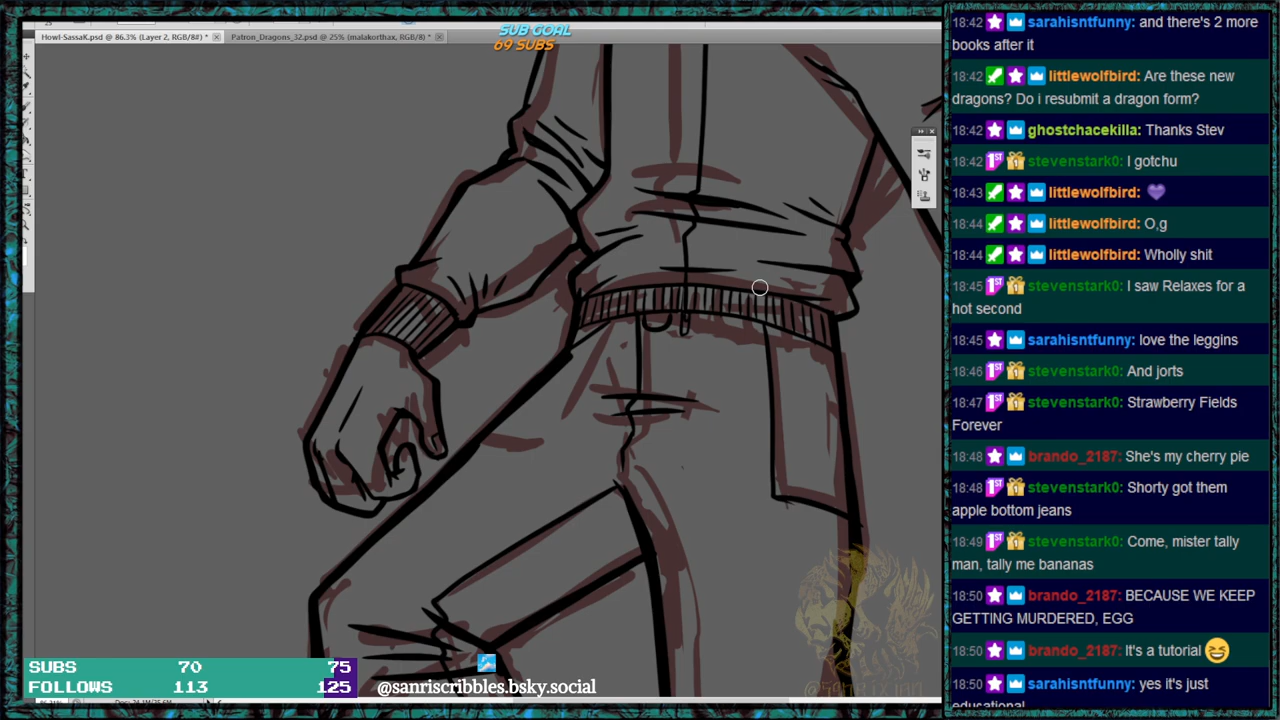 Howl-SassaK.psd @ 86.3% (Layer 2, RGB/8#) *
Patron_Dragons_32.psd @ 25% (malakorthax, RGB/8) *
SUB GOAL
69 SUBS
18:42 sarahisntfunny: and there's 2 more
books after it
18:42 littlewolfbird: Are these new
dragons? Do i resubmit a dragon form?
18:42 ghostchacekilla: Thanks Stev
18:42 stevenstark0: I gotchu
18:43 littlewolfbird: 💜
18:44 littlewolfbird: O,g
18:44 littlewolfbird: Wholly shit
18:45 stevenstark0: I saw Relaxes for a
hot second
18:45 sarahisntfunny: love the leggins
18:46 stevenstark0: And jorts
18:47 stevenstark0: Strawberry Fields
Forever
18:48 brando_2187: She's my cherry pie
18:48 stevenstark0: Shorty got them
apple bottom jeans
18:49 stevenstark0: Come, mister tally
man, tally me bananas
18:50 brando_2187: BECAUSE WE KEEP
GETTING MURDERED, EGG
18:50 brando_2187: It's a tutorial 😆
18:50 sarahisntfunny: yes it's just
educational
SUBS 70 75
FOLLOWS 113 125
@sanriscribbles.bsky.social